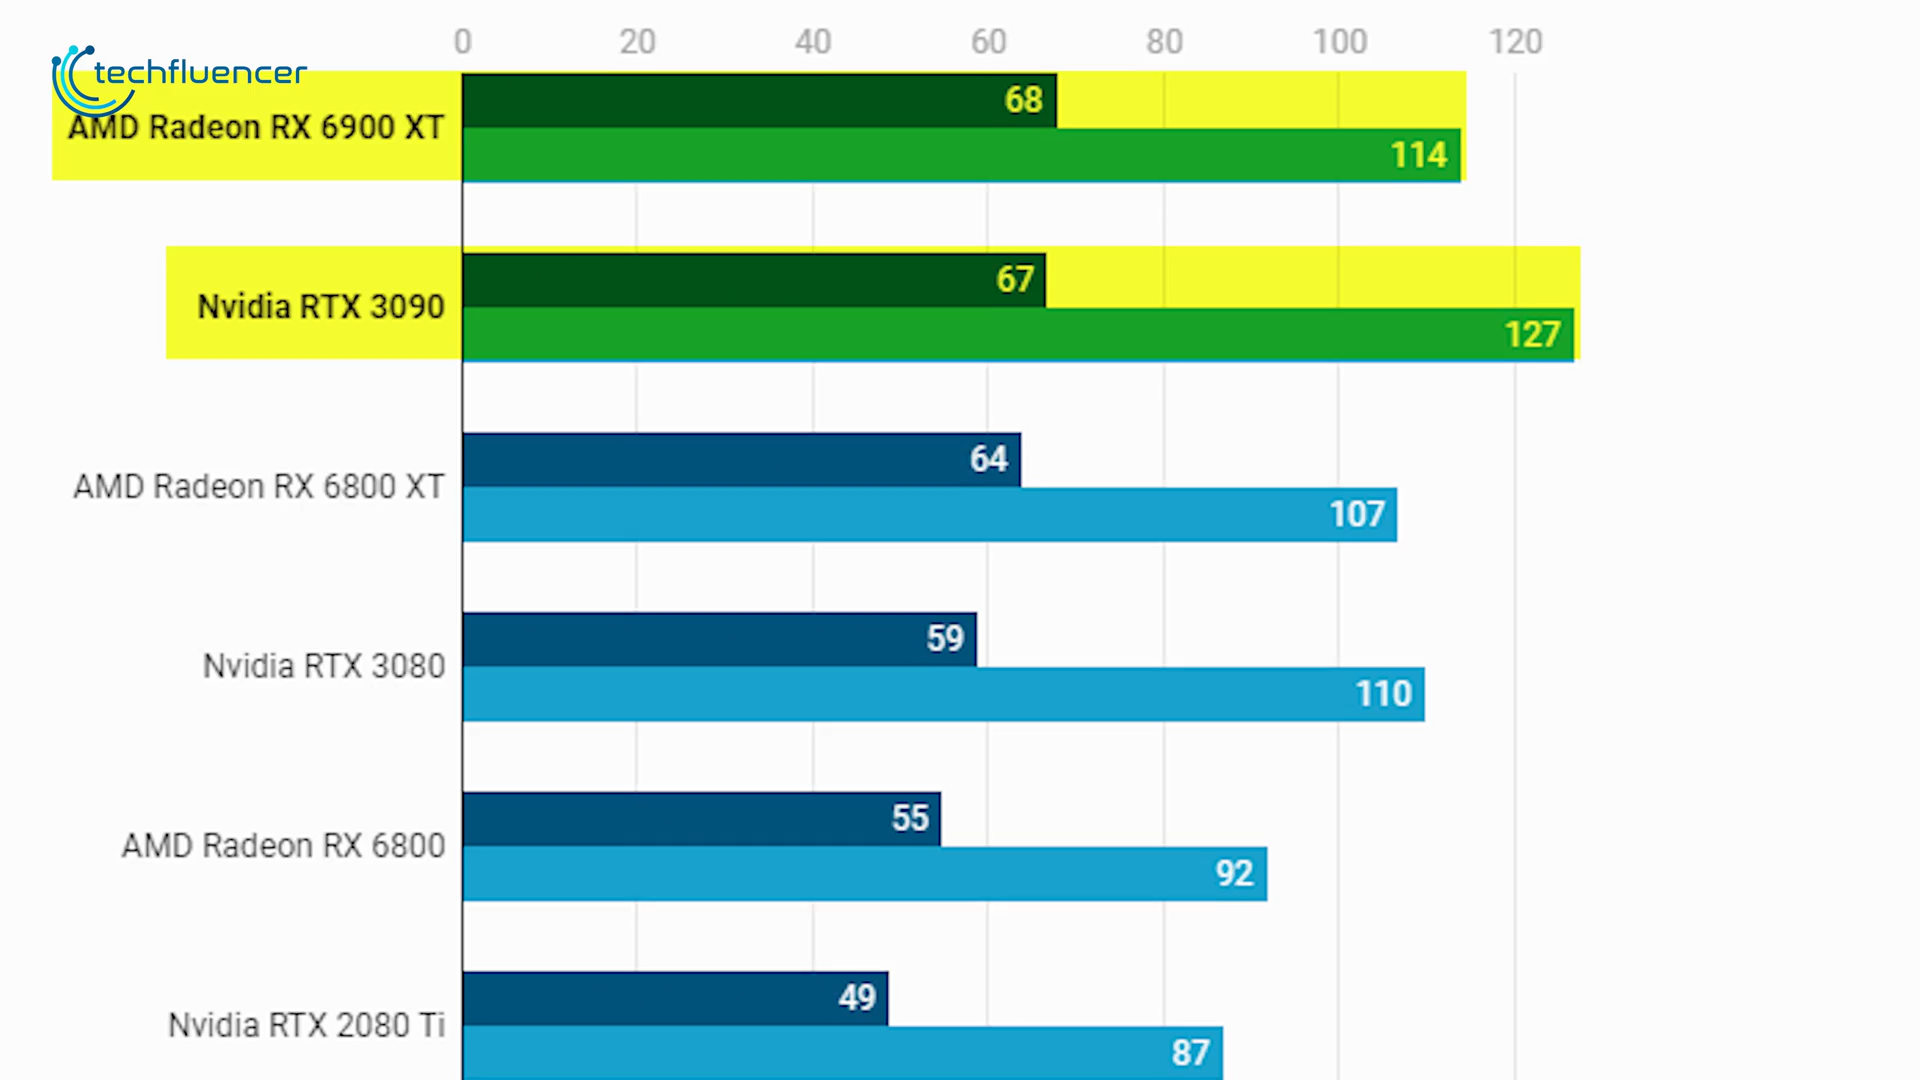 0 20 40 60 80 100 120
techfluencer
AMD Radeon RX 6900 XT
68
114
Nvidia RTX 3090
67
127
AMD Radeon RX 6800 XT
64
107
Nvidia RTX 3080
59
110
AMD Radeon RX 6800
55
92
Nvidia RTX 2080 Ti
49
87